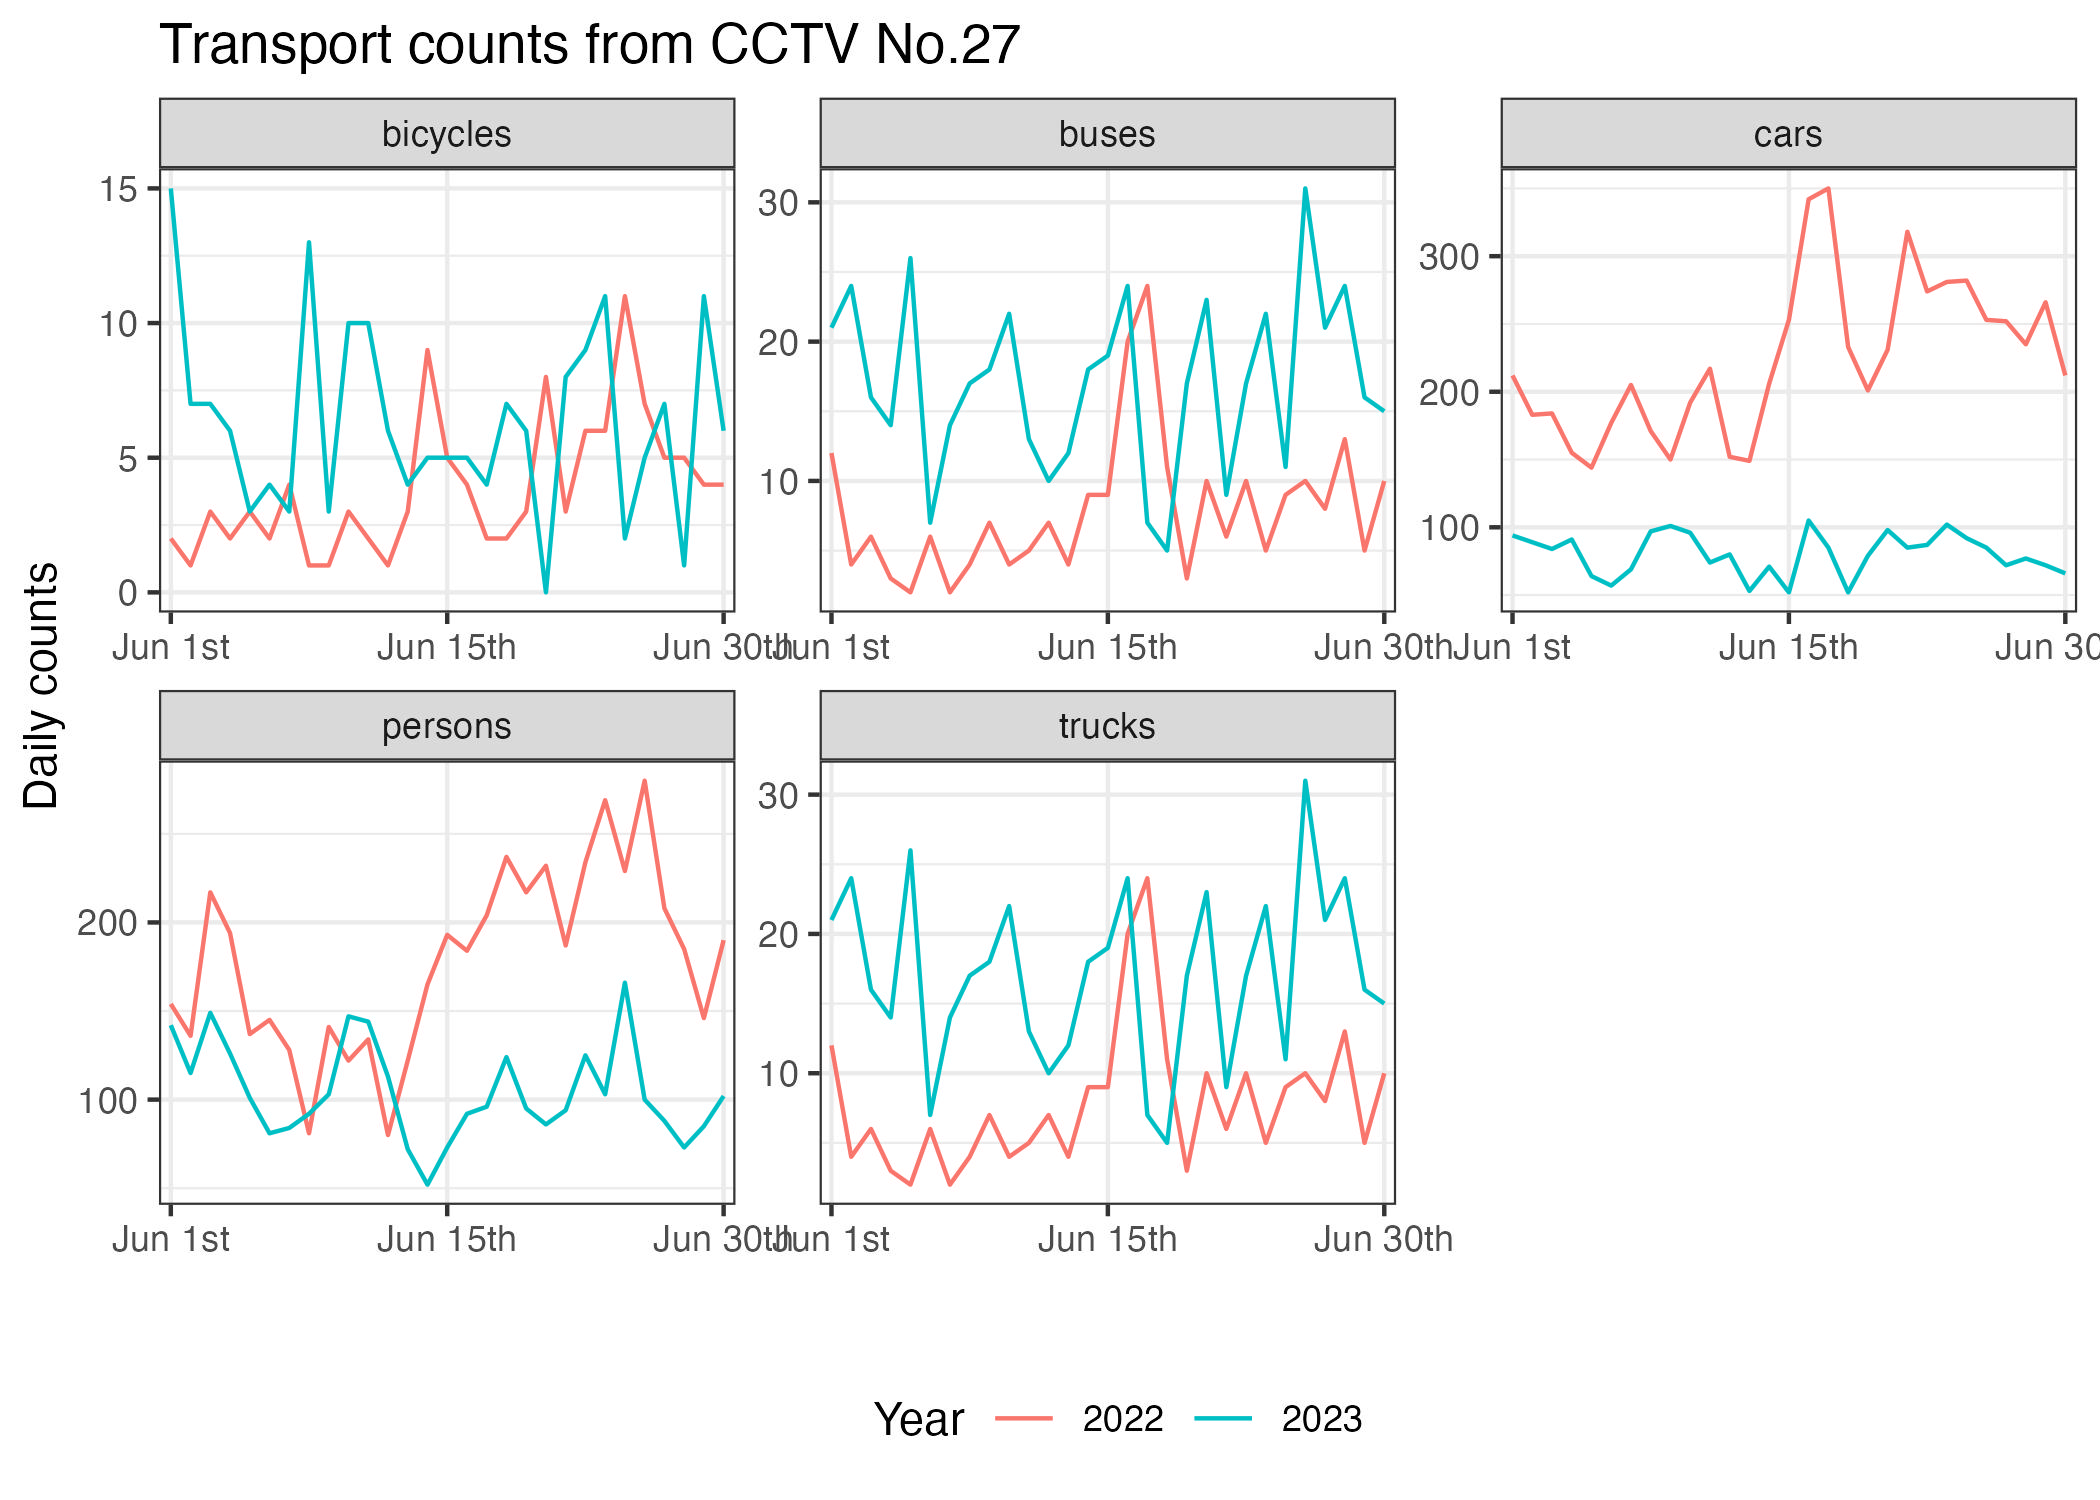 Transport counts from CCTV No.27
bicycles
buses
cars
15
10
5
0
30
20
10
300
200
100
Jun 1st Jun 15th Jun 30th
Jun 1st Jun 15th Jun 30th
Jun 1st Jun 15th Jun 30
Daily counts
persons
trucks
200
100
30
20
10
Jun 1st Jun 15th Jun 30th
Jun 1st Jun 15th Jun 30th
Year 2022 2023